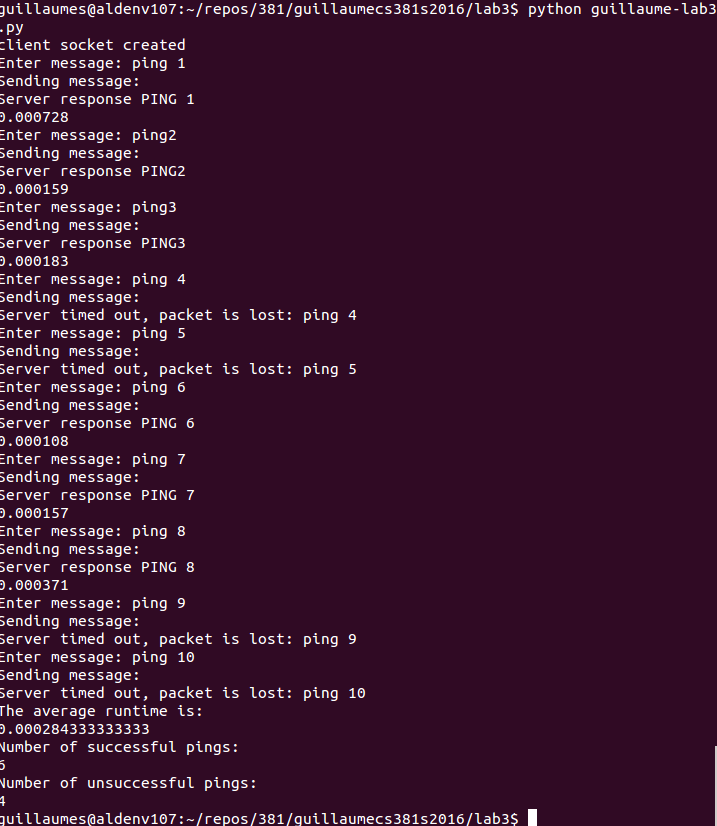 guillaumes@aldenv107:~/repos/381/guillaumecs381s2016/lab3$ python guillaume-lab3
.py
client socket created
Enter message: ping 1
Sending message:
Server response PING 1
0.000728
Enter message: ping2
Sending message:
Server response PING2
0.000159
Enter message: ping3
Sending message:
Server response PING3
0.000183
Enter message: ping 4
Sending message:
Server timed out, packet is lost: ping 4
Enter message: ping 5
Sending message:
Server timed out, packet is lost: ping 5
Enter message: ping 6
Sending message:
Server response PING 6
0.000108
Enter message: ping 7
Sending message:
Server response PING 7
0.000157
Enter message: ping 8
Sending message:
Server response PING 8
0.000371
Enter message: ping 9
Sending message:
Server timed out, packet is lost: ping 9
Enter message: ping 10
Sending message:
Server timed out, packet is lost: ping 10
The average runtime is:
0.000284333333333
Number of successful pings:
6
Number of unsuccessful pings:
4
guillaumes@aldenv107:~/repos/381/guillaumecs381s2016/lab3$